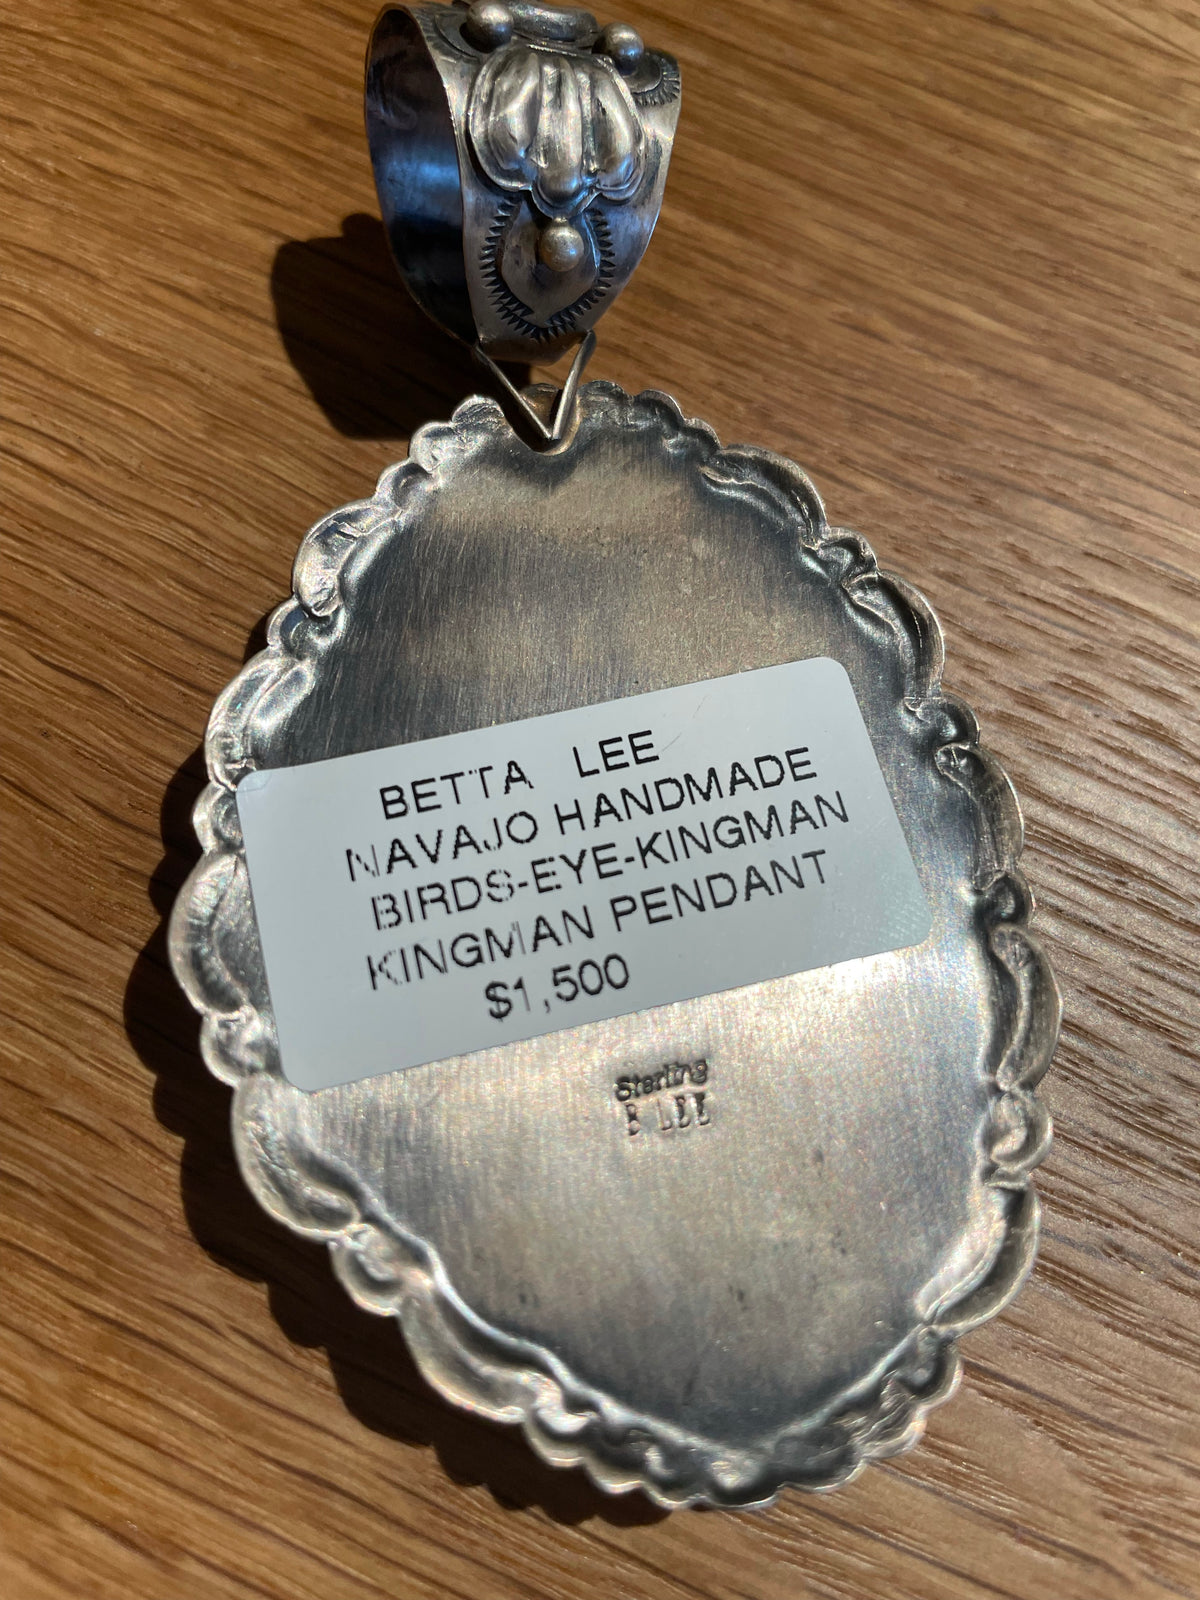 BETTA LEE
NAVAJO HANDMADE
BIRDS-EYE-KINGMAN
KINGMAN PENDANT
$1,500
Sterling
B LEE